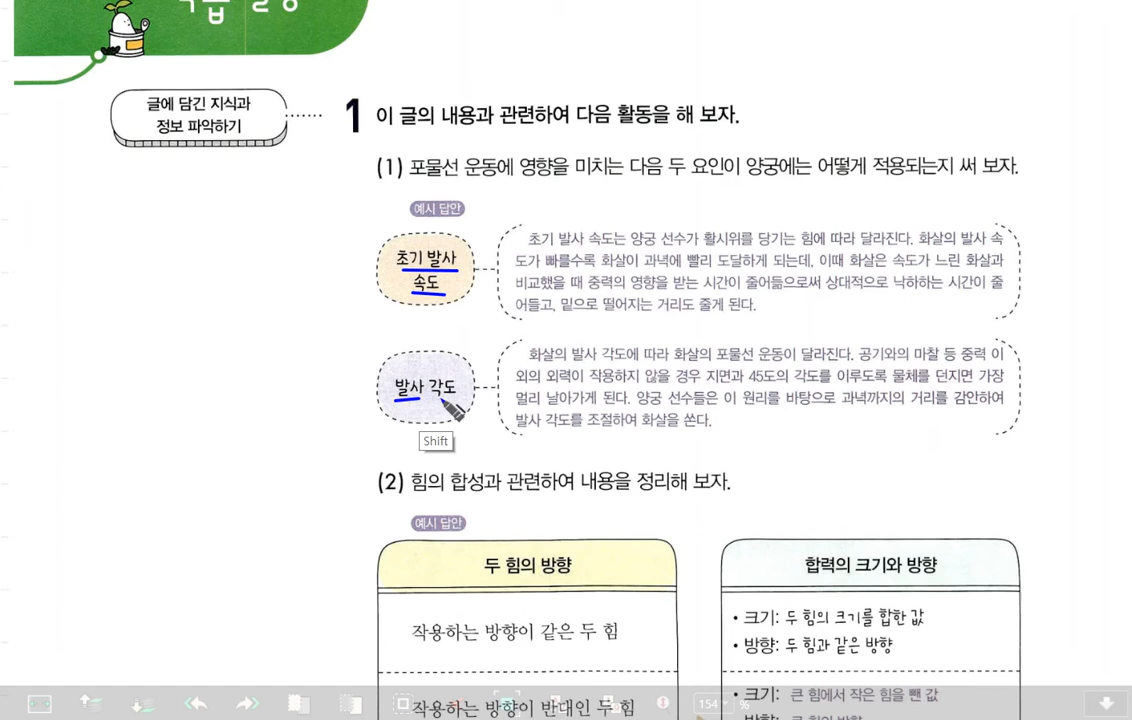 글에 담긴 지식과
정보 파악하기
1 이 글의 내용과 관련하여 다음 활동을 해 보자.
(1) 포물선 운동에 영향을 미치는 다음 두 요인이 양궁에는 어떻게 적용되는지 써 보자.
예시 답안
초기 발사
속도
초기 발사 속도는 양궁 선수가 활시위를 당기는 힘에 따라 달라진다. 화살의 발사 속
도가 빠를수록 화살이 과녁에 빨리 도달하게 되는데, 이때 화살은 속도가 느린 화살과
비교했을 때 중력의 영향을 받는 시간이 줄어듦으로써 상대적으로 낙하하는 시간이 줄
어들고, 밑으로 떨어지는 거리도 줄게 된다.
발사 각도
화살의 발사 각도에 따라 화살의 포물선 운동이 달라진다. 공기와의 마찰 등 중력 이
외의 외력이 작용하지 않을 경우 지면과 45도의 각도를 이루도록 물체를 던지면 가장
멀리 날아가게 된다. 양궁 선수들은 이 원리를 바탕으로 과녁까지의 거리를 감안하여
발사 각도를 조절하여 화살을 쏜다.
Shift
(2) 힘의 합성과 관련하여 내용을 정리해 보자.
예시 답안
두 힘의 방향
합력의 크기와 방향
작용하는 방향이 같은 두 힘
• 크기: 두 힘의 크기를 합한 값
• 방향: 두 힘과 같은 방향
작용하는 방향이 반대인 두 힘
• 크기: 큰 힘에서 작은 힘을 뺀 값
154 %